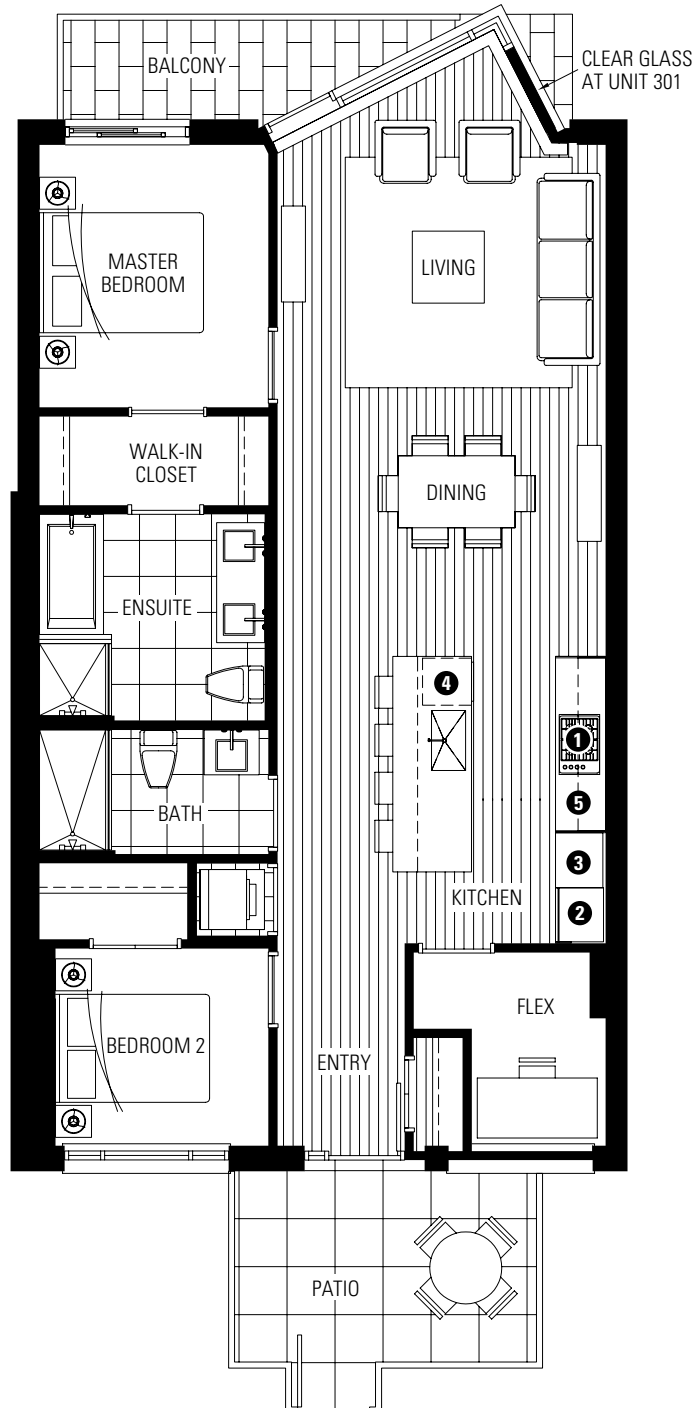 BALCONY
CLEAR GLASS
AT UNIT 301
MASTER
BEDROOM
LIVING
WALK-IN
CLOSET
DINING
ENSUITE
4
1
5
BATH
3
KITCHEN
2
FLEX
BEDROOM 2
ENTRY
PATIO